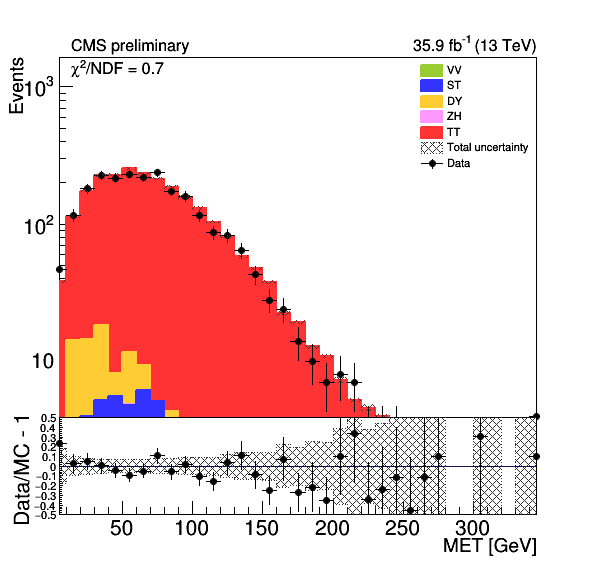 CMS preliminary
35.9 fb⁻¹ (13 TeV)
χ²/NDF = 0.7
Events
10³
10²
10
VV
ST
DY
ZH
TT
Total uncertainty
Data
Data/MC - 1
0.5
0.4
0.3
0.2
0.1
0
−0.1
−0.2
−0.3
−0.4
−0.5
50
100
150
200
250
300
MET [GeV]